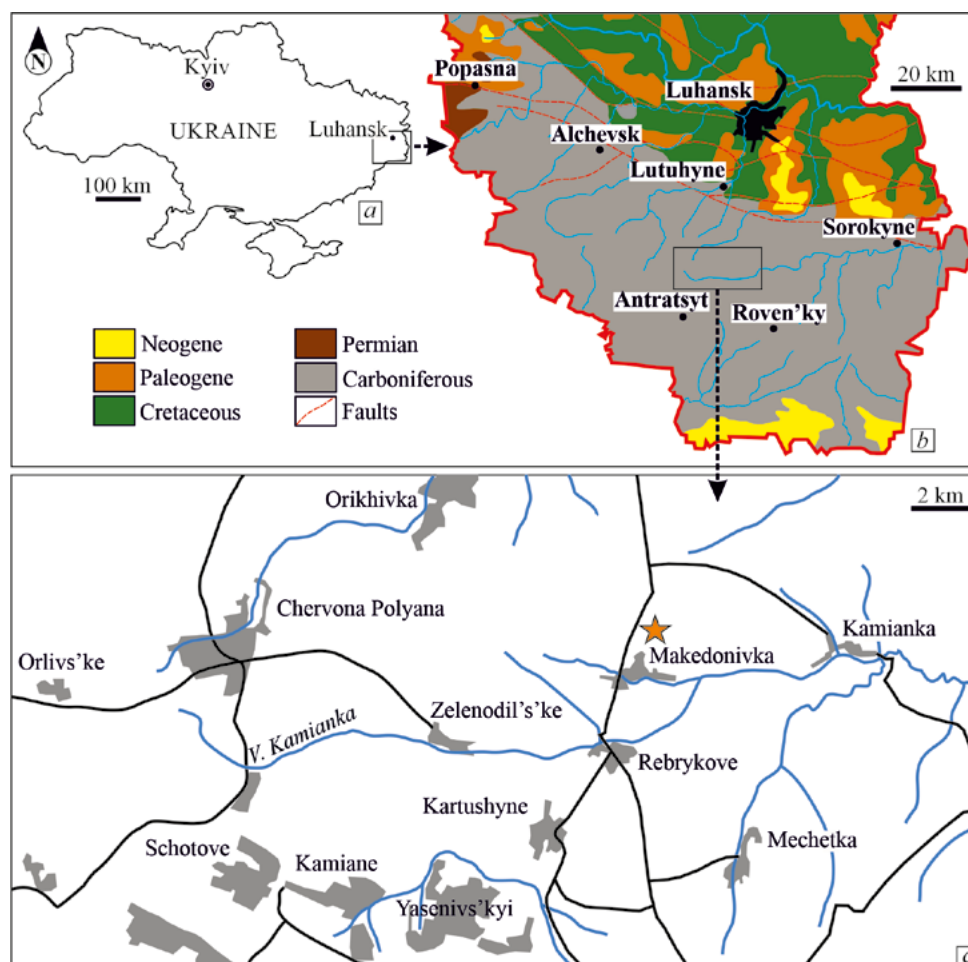 N
Kyiv
UKRAINE
Luhansk
100 km
a
Popasna
Luhansk
20 km
Alchevsk
Lutuhyne
Sorokyne
Antratsyt
Roven'ky
b
Neogene
Paleogene
Cretaceous
Permian
Carboniferous
Faults
Orikhivka
2 km
Chervona Polyana
Orlivs'ke
Makedonivka
Kamianka
Zelenodil's'ke
V. Kamianka
Rebrykove
Kartushyne
Mechetka
Schotove
Kamiane
Yasenivs'kyi